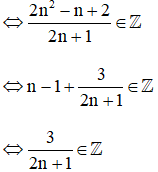 ⇔ (2n² − n + 2)/(2n + 1) ∈ ℤ
⇔ n − 1 + 3/(2n + 1) ∈ ℤ
⇔ 3/(2n + 1) ∈ ℤ